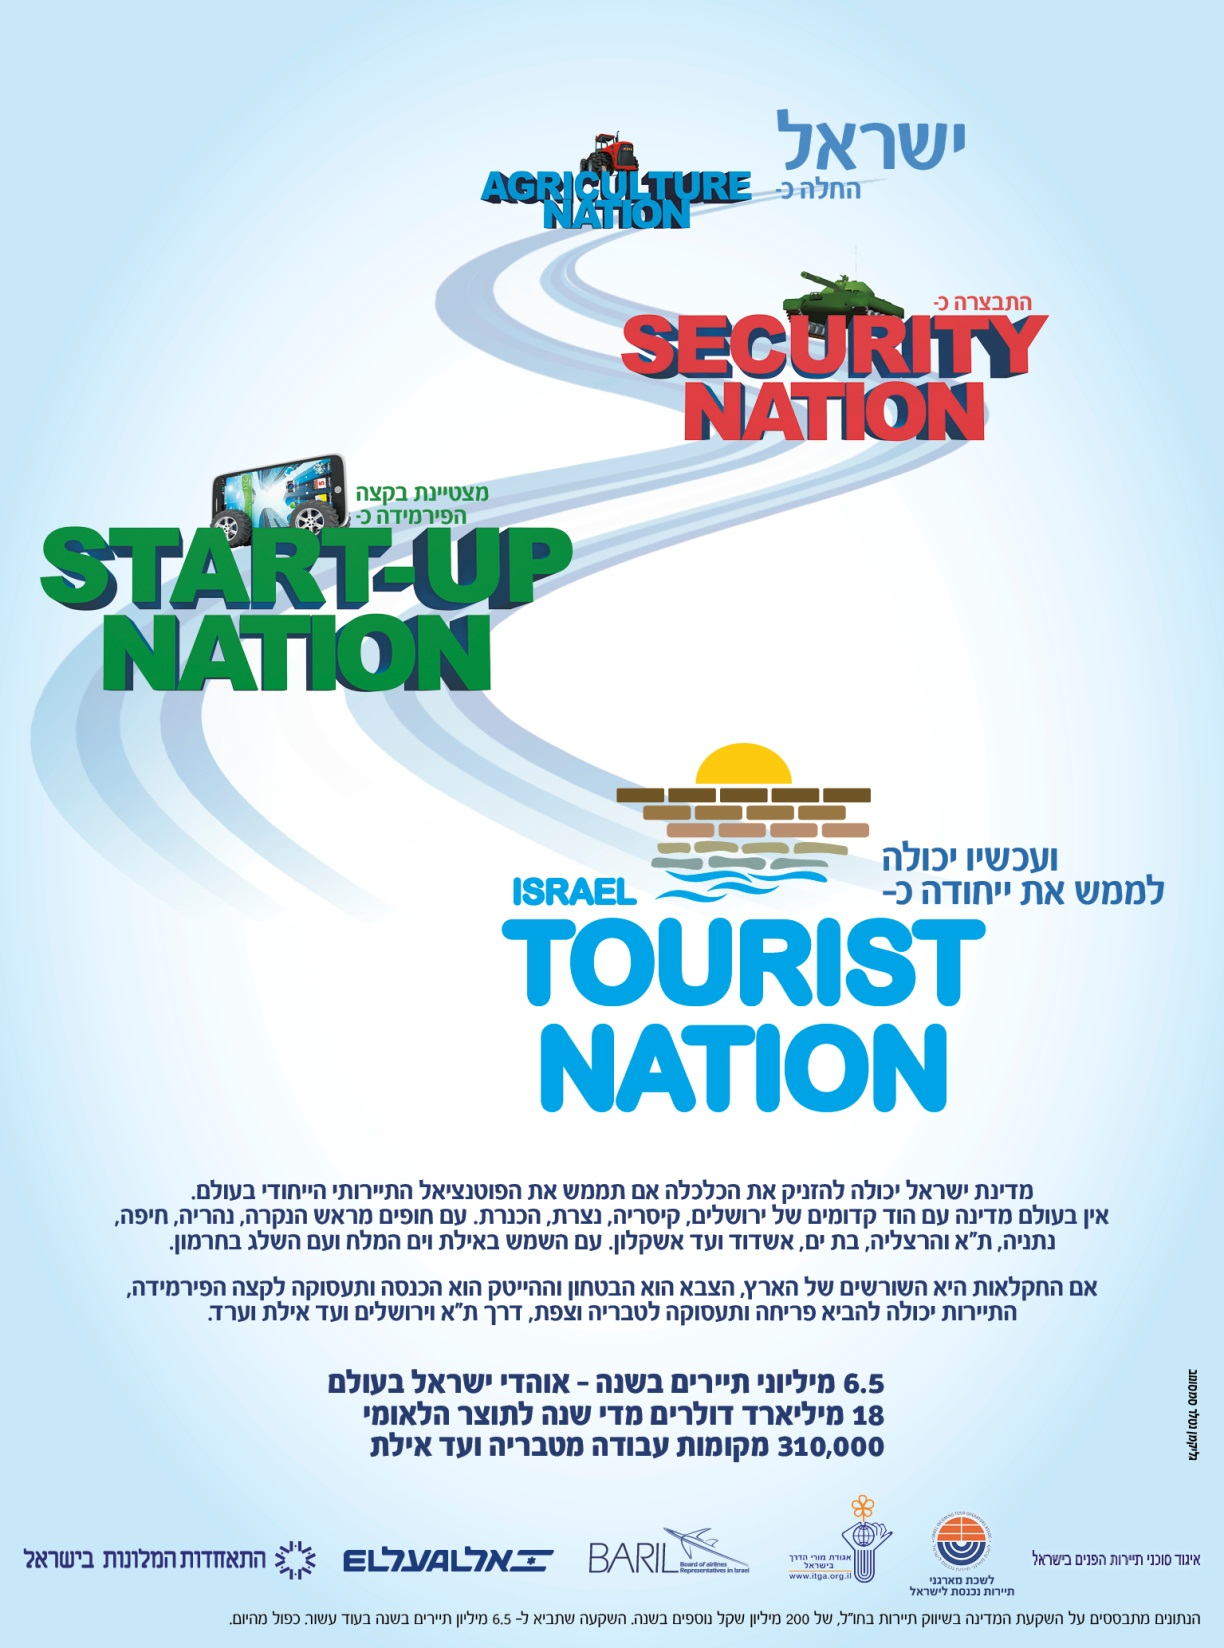 ישראל
החלה כ-
AGRICULTURE
NATION
התבצרה כ-
SECURITY
NATION
מצטיינת בקצה
הפירמידה כ-
START-UP
NATION
ועכשיו יכולה
לממש את ייחודה כ-
ISRAEL
TOURIST
NATION
מדינת ישראל יכולה להזניק את הכלכלה אם תממש את הפוטנציאל התיירותי הייחודי בעולם.
אין בעולם מדינה עם הוד קדומים של ירושלים, קיסריה, נצרת, הכנרת. עם חופים מראש הנקרה, נהריה, חיפה,
נתניה, ת"א והרצליה, בת ים, אשדוד ועד אשקלון. עם השמש באילת וים המלח ועם השלג בחרמון.
אם החקלאות היא השורשים של הארץ, הצבא הוא הבטחון וההייטק הוא הכנסה ותעסוקה לקצה הפירמידה,
התיירות יכולה להביא פריחה ותעסוקה לטבריה וצפת, דרך ת"א וירושלים ועד אילת וערד.
6.5 מיליוני תיירים בשנה - אוהדי ישראל בעולם
18 מיליארד דולרים מדי שנה לתוצר הלאומי
310,000 מקומות עבודה מטבריה ועד אילת
גליקמן נטלר סמסונוב
איגוד סוכני תיירות הפנים בישראל
לשכת מארגני
תיירות נכנסת לישראל
אגודת מורי הדרך
בישראל
www.itga.org.il
BARIL
Board of airlines
Representatives in Israel
אלעלEL
התאחדות המלונות בישראל
הנתונים מתבססים על השקעת המדינה בשיווק תיירות בחו"ל, של 200 מיליון שקל נוספים בשנה. השקעה שתביא ל- 6.5 מיליון תיירים בשנה בעוד עשור. כפול מהיום.